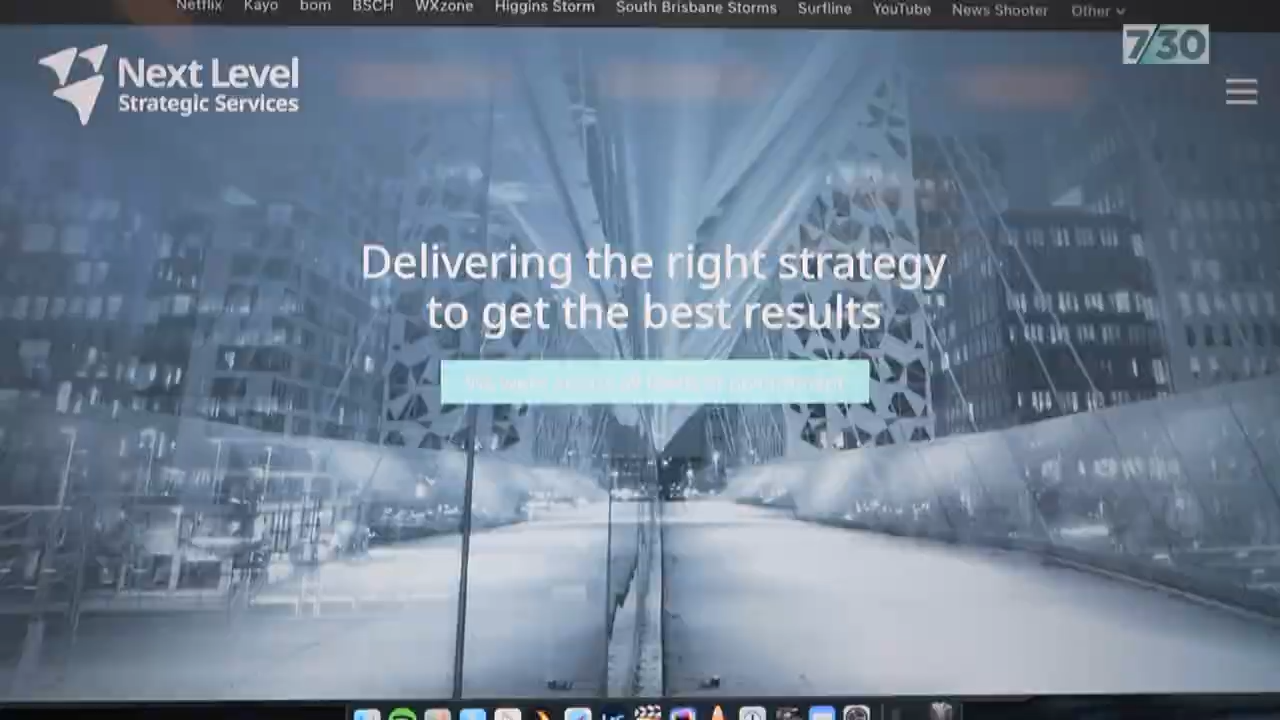 Netflix Kayo bom BSCH WXzone Higgins Storm South Brisbane Storms Surfline YouTube News Shooter Other
7/30
Next Level
Strategic Services
Delivering the right strategy
to get the best results